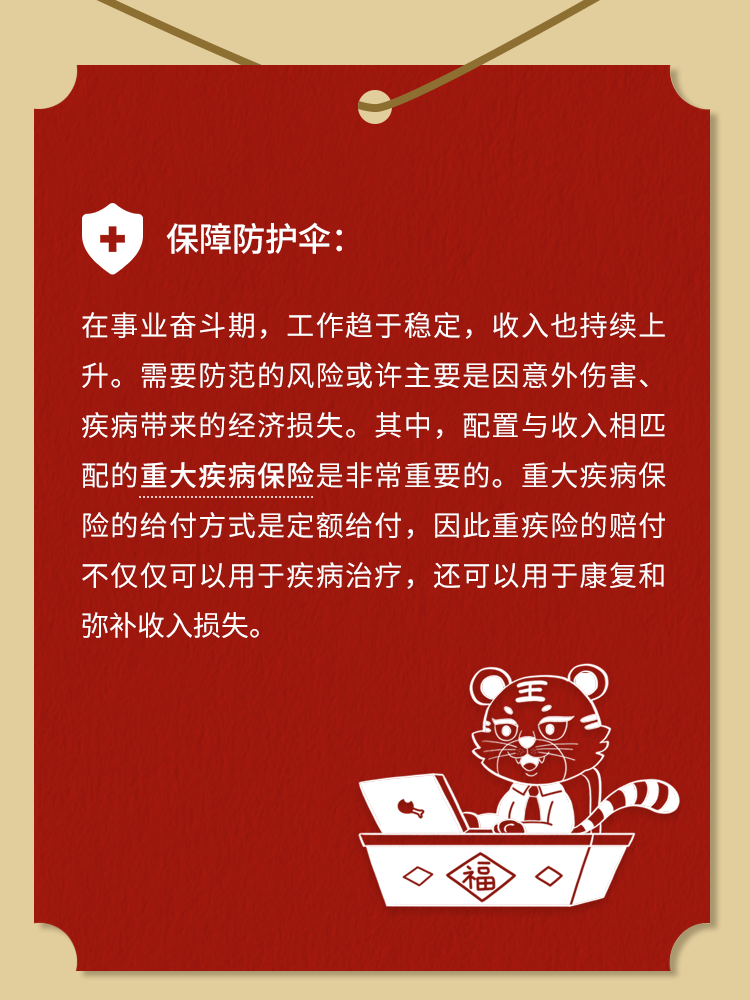 保障防护伞：
在事业奋斗期，工作趋于稳定，收入也持续上
升。需要防范的风险或许主要是因意外伤害、
疾病带来的经济损失。其中，配置与收入相匹
配的重大疾病保险是非常重要的。重大疾病保
险的给付方式是定额给付，因此重疾险的赔付
不仅仅可以用于疾病治疗，还可以用于康复和
弥补收入损失。
王
福